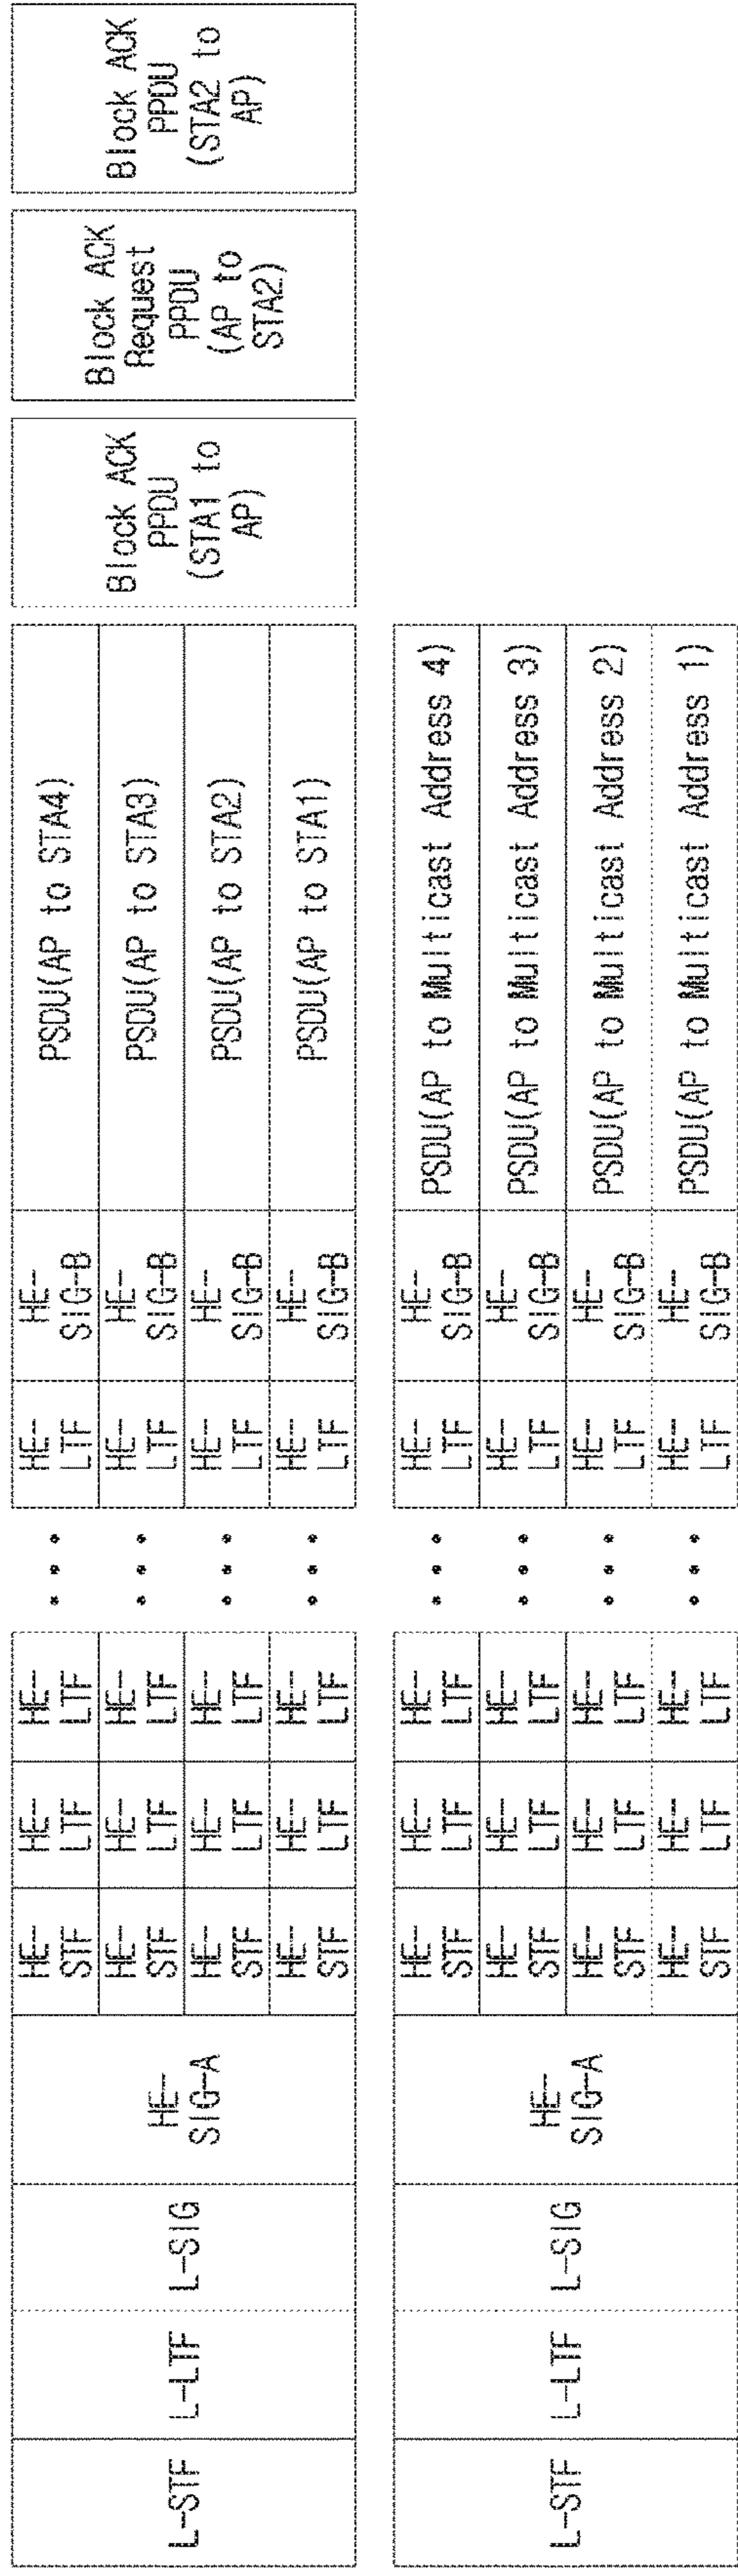 L-STF
L-LTF
L-SIG
HE-
SIG-A
HE-
STF
HE-
LTF
HE-
LTF
• • •
HE-
LTF
HE-
SIG-B
PSDU(AP to STA4)
HE-
STF
HE-
LTF
HE-
LTF
• • •
HE-
LTF
HE-
SIG-B
PSDU(AP to STA3)
HE-
STF
HE-
LTF
HE-
LTF
• • •
HE-
LTF
HE-
SIG-B
PSDU(AP to STA2)
HE-
STF
HE-
LTF
HE-
LTF
• • •
HE-
LTF
HE-
SIG-B
PSDU(AP to STA1)
Block ACK
PPDU
(STA1 to
AP)
Block ACK
Request
PPDU
(AP to
STA2)
Block ACK
PPDU
(STA2 to
AP)
L-STF
L-LTF
L-SIG
HE-
SIG-A
HE-
STF
HE-
LTF
HE-
LTF
• • •
HE-
LTF
HE-
SIG-B
PSDU(AP to Multicast Address 4)
HE-
STF
HE-
LTF
HE-
LTF
• • •
HE-
LTF
HE-
SIG-B
PSDU(AP to Multicast Address 3)
HE-
STF
HE-
LTF
HE-
LTF
• • •
HE-
LTF
HE-
SIG-B
PSDU(AP to Multicast Address 2)
HE-
STF
HE-
LTF
HE-
LTF
• • •
HE-
LTF
HE-
SIG-B
PSDU(AP to Multicast Address 1)